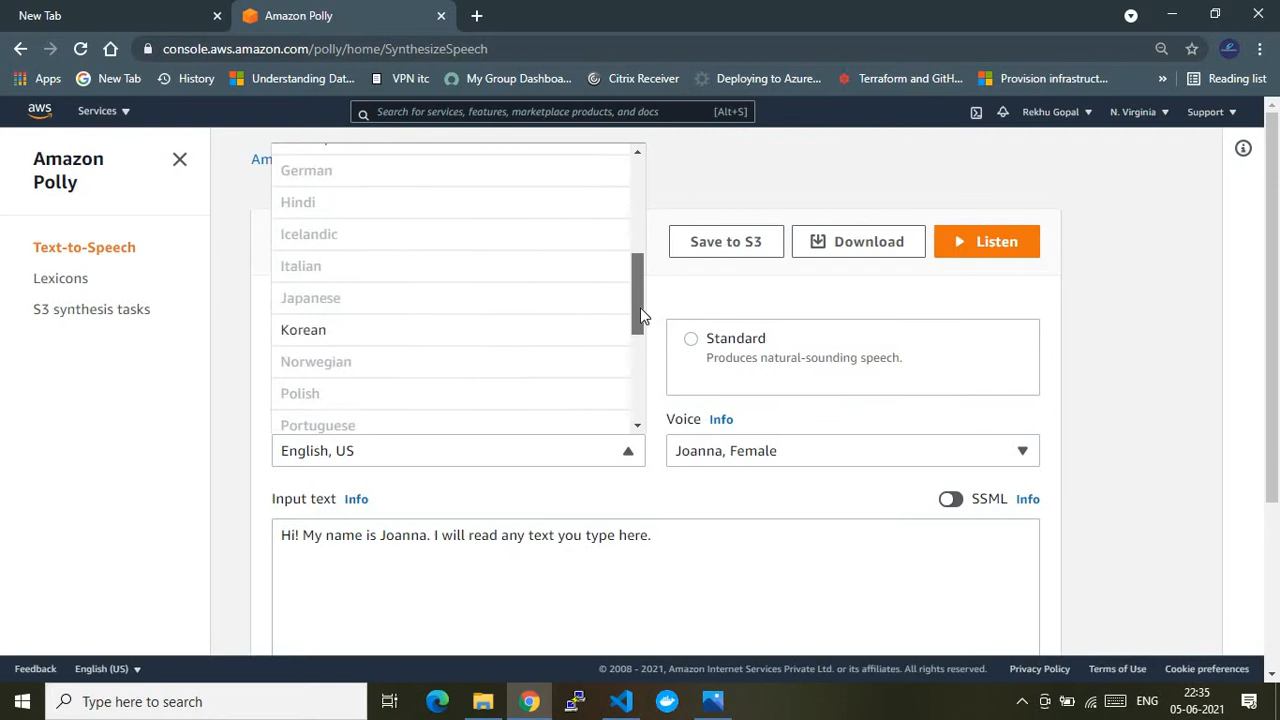 New Tab
Amazon Polly
console.aws.amazon.com/polly/home/SynthesizeSpeech
Apps
New Tab
History
Understanding Dat...
VPN itc
My Group Dashboa...
Citrix Receiver
Deploying to Azure...
Terraform and GitH...
Provision infrastruct...
»
Reading list
aws
Services
Search for services, features, marketplace products, and docs
[Alt+S]
Rekhu Gopal
N. Virginia
Support
Amazon
Polly
Text-to-Speech
Lexicons
S3 synthesis tasks
Am
German
Hindi
Icelandic
Italian
Japanese
Korean
Norwegian
Polish
Portuguese
English, US
Save to S3
Download
Listen
Standard
Produces natural-sounding speech.
Voice Info
Joanna, Female
Input text Info
SSML Info
Hi! My name is Joanna. I will read any text you type here.
Feedback
English (US)
© 2008 - 2021, Amazon Internet Services Private Ltd. or its affiliates. All rights reserved.
Privacy Policy
Terms of Use
Cookie preferences
Type here to search
ENG
22:35
05-06-2021